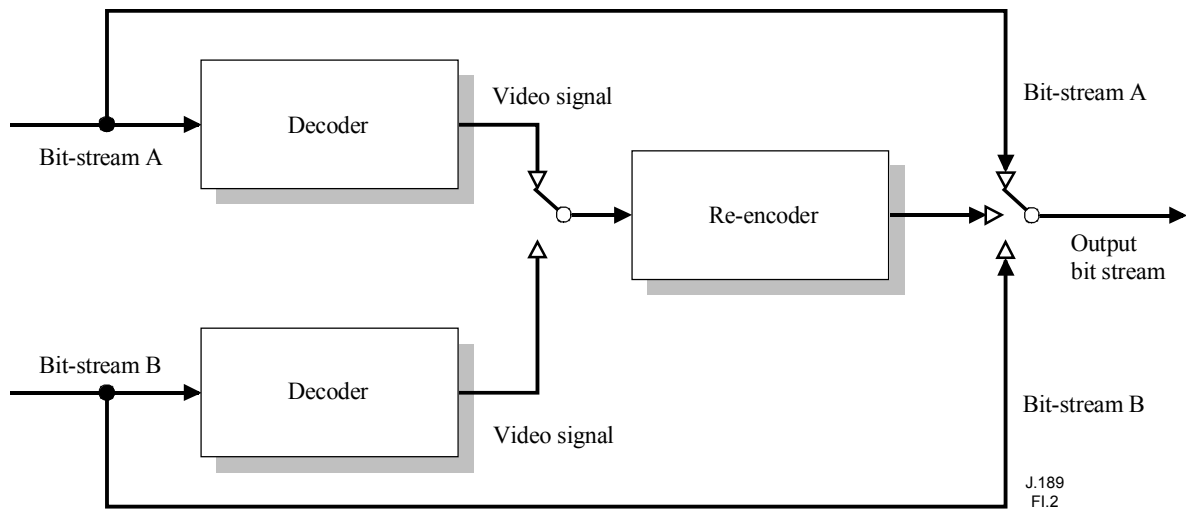 Video signal
Bit-stream A
Decoder
Bit-stream A
Re-encoder
Output
bit stream
Bit-stream B
Decoder
Bit-stream B
Video signal
J.189
FI.2